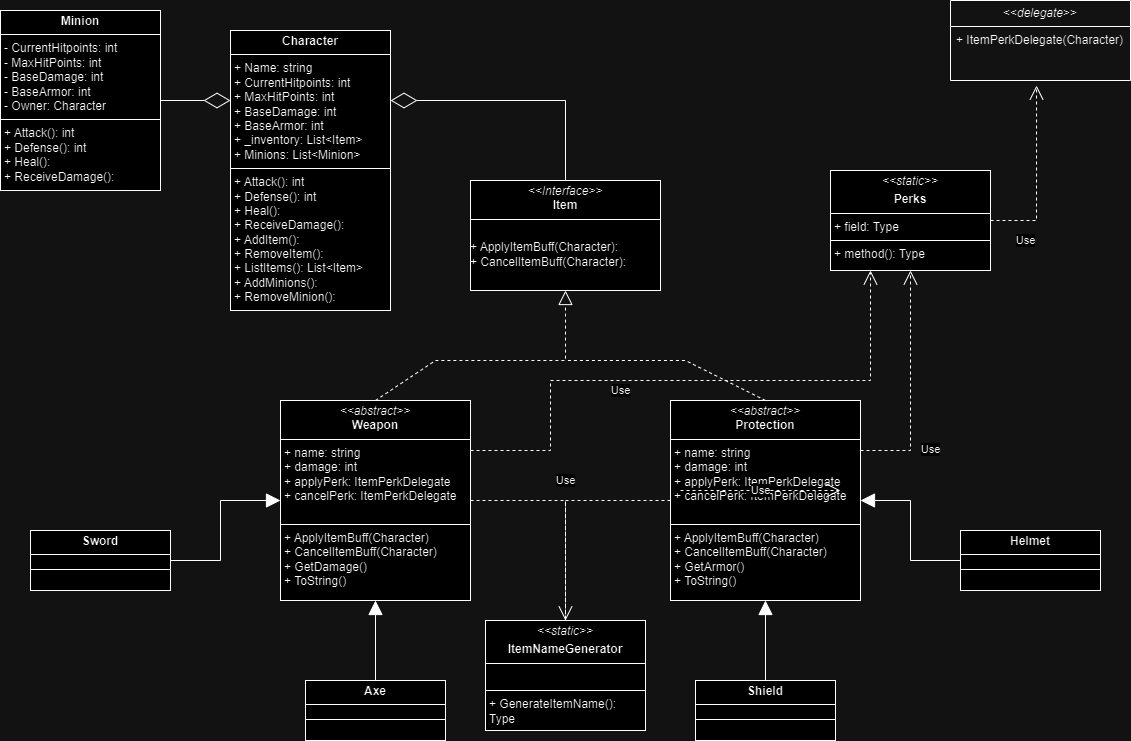 Minion
- CurrentHitpoints: int
- MaxHitPoints: int
- BaseDamage: int
- BaseArmor: int
- Owner: Character
+ Attack(): int
+ Defense(): int
+ Heal():
+ ReceiveDamage():
Character
+ Name: string
+ CurrentHitpoints: int
+ MaxHitPoints: int
+ BaseDamage: int
+ BaseArmor: int
+ _inventory: List<Item>
+ Minions: List<Minion>
+ Attack(): int
+ Defense(): int
+ Heal():
+ ReceiveDamage():
+ AddItem():
+ RemoveItem():
+ ListItems(): List<Item>
+ AddMinions():
+ RemoveMinion():
<<Interface>>
Item
+ ApplyItemBuff(Character):
+ CancelItemBuff(Character):
<<delegate>>
+ ItemPerkDelegate(Character)
<<static>>
Perks
+ field: Type
+ method(): Type
Use
Use
Use
Use
<<abstract>>
Weapon
+ name: string
+ damage: int
+ applyPerk: ItemPerkDelegate
+ cancelPerk: ItemPerkDelegate
+ ApplyItemBuff(Character)
+ CancelItemBuff(Character)
+ GetDamage()
+ ToString()
<<abstract>>
Protection
+ name: string
+ damage: int
+ applyPerk: ItemPerkDelegate
Use
+ cancelPerk: ItemPerkDelegate
+ ApplyItemBuff(Character)
+ CancelItemBuff(Character)
+ GetArmor()
+ ToString()
Sword
Helmet
<<static>>
ItemNameGenerator
+ GenerateItemName():
Type
Axe
Shield